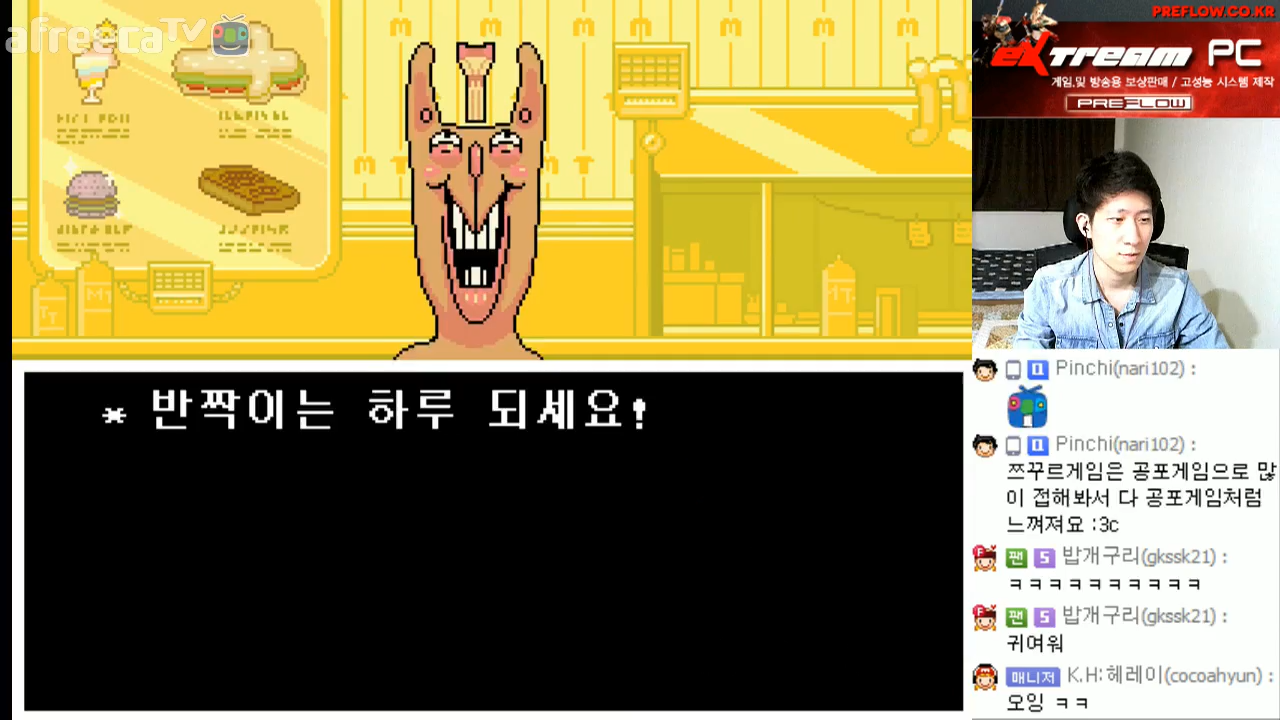 afreecaTV
PREFLOW.CO.KR
eXtream PC
게임.및 방송용 보상판매 / 고성능 시스템 제작
PREFLOW
* 반짝이는 하루 되세요!
Pinchi(nari102) :
Pinchi(nari102) :
쯔꾸르게임은 공포게임으로 많
이 접해봐서 다 공포게임처럼
느껴져요 :3c
팬 S 밥개구리(gkssk21) :
ㅋㅋㅋㅋㅋㅋㅋㅋㅋㅋ
팬 S 밥개구리(gkssk21) :
귀여워
매니저 K.H:헤레이(cocoahyun) :
오잉 ㅋㅋ